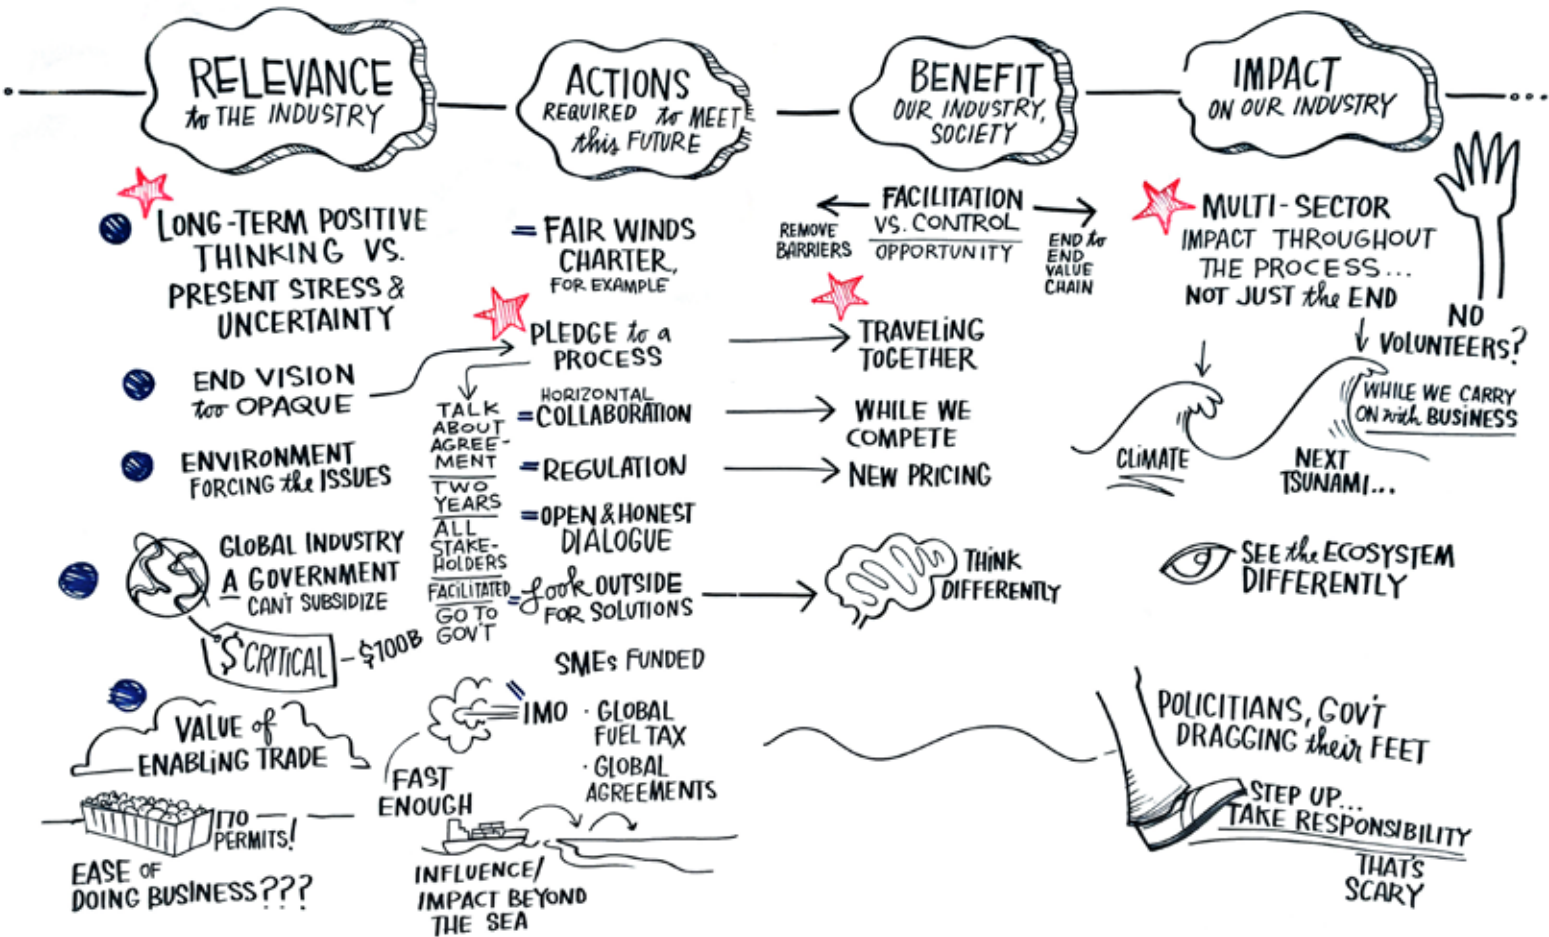 RELEVANCE
to THE INDUSTRY
LONG-TERM POSITIVE
THINKING VS.
PRESENT STRESS &
UNCERTAINTY
END VISION
too OPAQUE
ENVIRONMENT
FORCING the ISSUES
GLOBAL INDUSTRY
A GOVERNMENT
CAN'T SUBSIDIZE
$ CRITICAL - $100B
VALUE of
ENABLING TRADE
170
PERMITS!
EASE OF
DOING BUSINESS???
ACTIONS
REQUIRED to MEET
this FUTURE
= FAIR WINDS
CHARTER,
FOR EXAMPLE
PLEDGE to a
PROCESS
TALK
ABOUT
AGREE-
MENT
TWO
YEARS
ALL
STAKE-
HOLDERS
FACILITATED
GO TO
GOV'T
HORIZONTAL
= COLLABORATION
= REGULATION
= OPEN & HONEST
DIALOGUE
= Look OUTSIDE
FOR SOLUTIONS
SMEs FUNDED
IMO
· GLOBAL
FUEL TAX
· GLOBAL
AGREEMENTS
FAST
ENOUGH
INFLUENCE/
IMPACT BEYOND
THE SEA
BENEFIT
OUR INDUSTRY,
SOCIETY
FACILITATION
VS. CONTROL
OPPORTUNITY
REMOVE
BARRIERS
END to
END
VALUE
CHAIN
TRAVELING
TOGETHER
WHILE WE
COMPETE
NEW PRICING
THINK
DIFFERENTLY
IMPACT
ON OUR INDUSTRY
MULTI-SECTOR
IMPACT THROUGHOUT
THE PROCESS...
NOT JUST the END
NO
VOLUNTEERS?
WHILE WE CARRY
ON with BUSINESS
CLIMATE
NEXT
TSUNAMI...
SEE the ECOSYSTEM
DIFFERENTLY
POLICITIANS, GOV'T
DRAGGING their FEET
STEP UP...
TAKE RESPONSIBILITY
THAT'S
SCARY